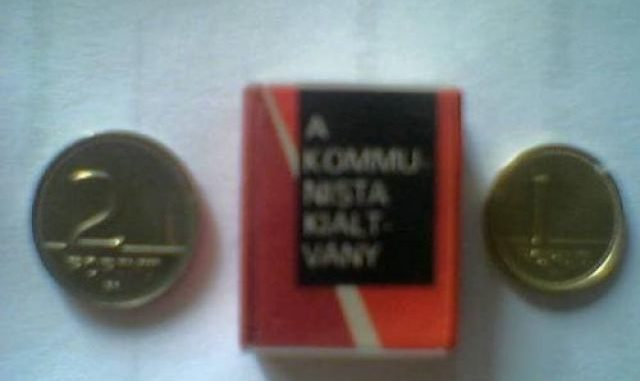 A
KOMMU-
NISTA
KIÁLT-
VÁNY
2
1